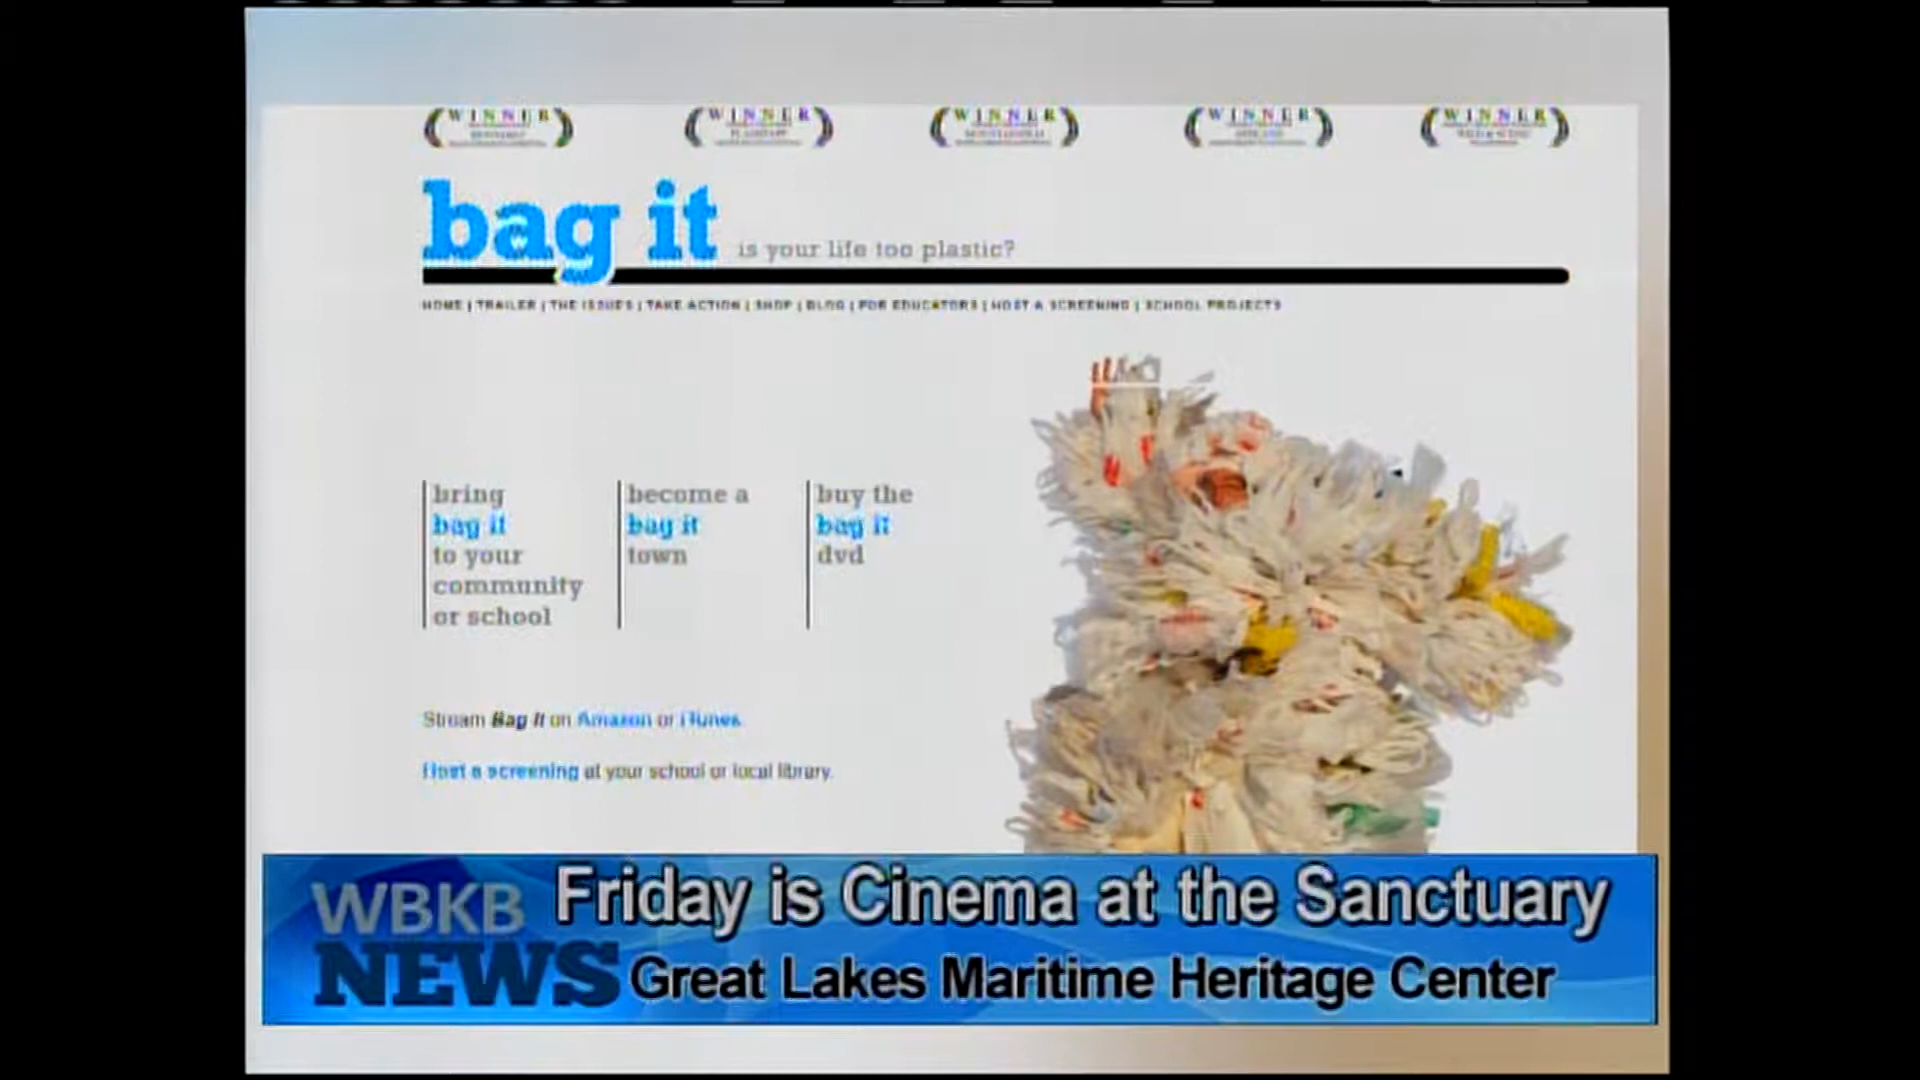 WINNER WINNER WINNER WINNER WINNER
bag it is your life too plastic?
HOME | TRAILER | THE ISSUES | TAKE ACTION | SHOP | BLOG | FOR EDUCATORS | HOST A SCREENING | SCHOOL PROJECTS
bring
bag it
to your
community
or school
become a
bag it
town
buy the
bag it
dvd
Stream Bag It on Amazon or iTunes.
Host a screening at your school or local library.
WBKB
NEWS
Friday is Cinema at the Sanctuary
Great Lakes Maritime Heritage Center